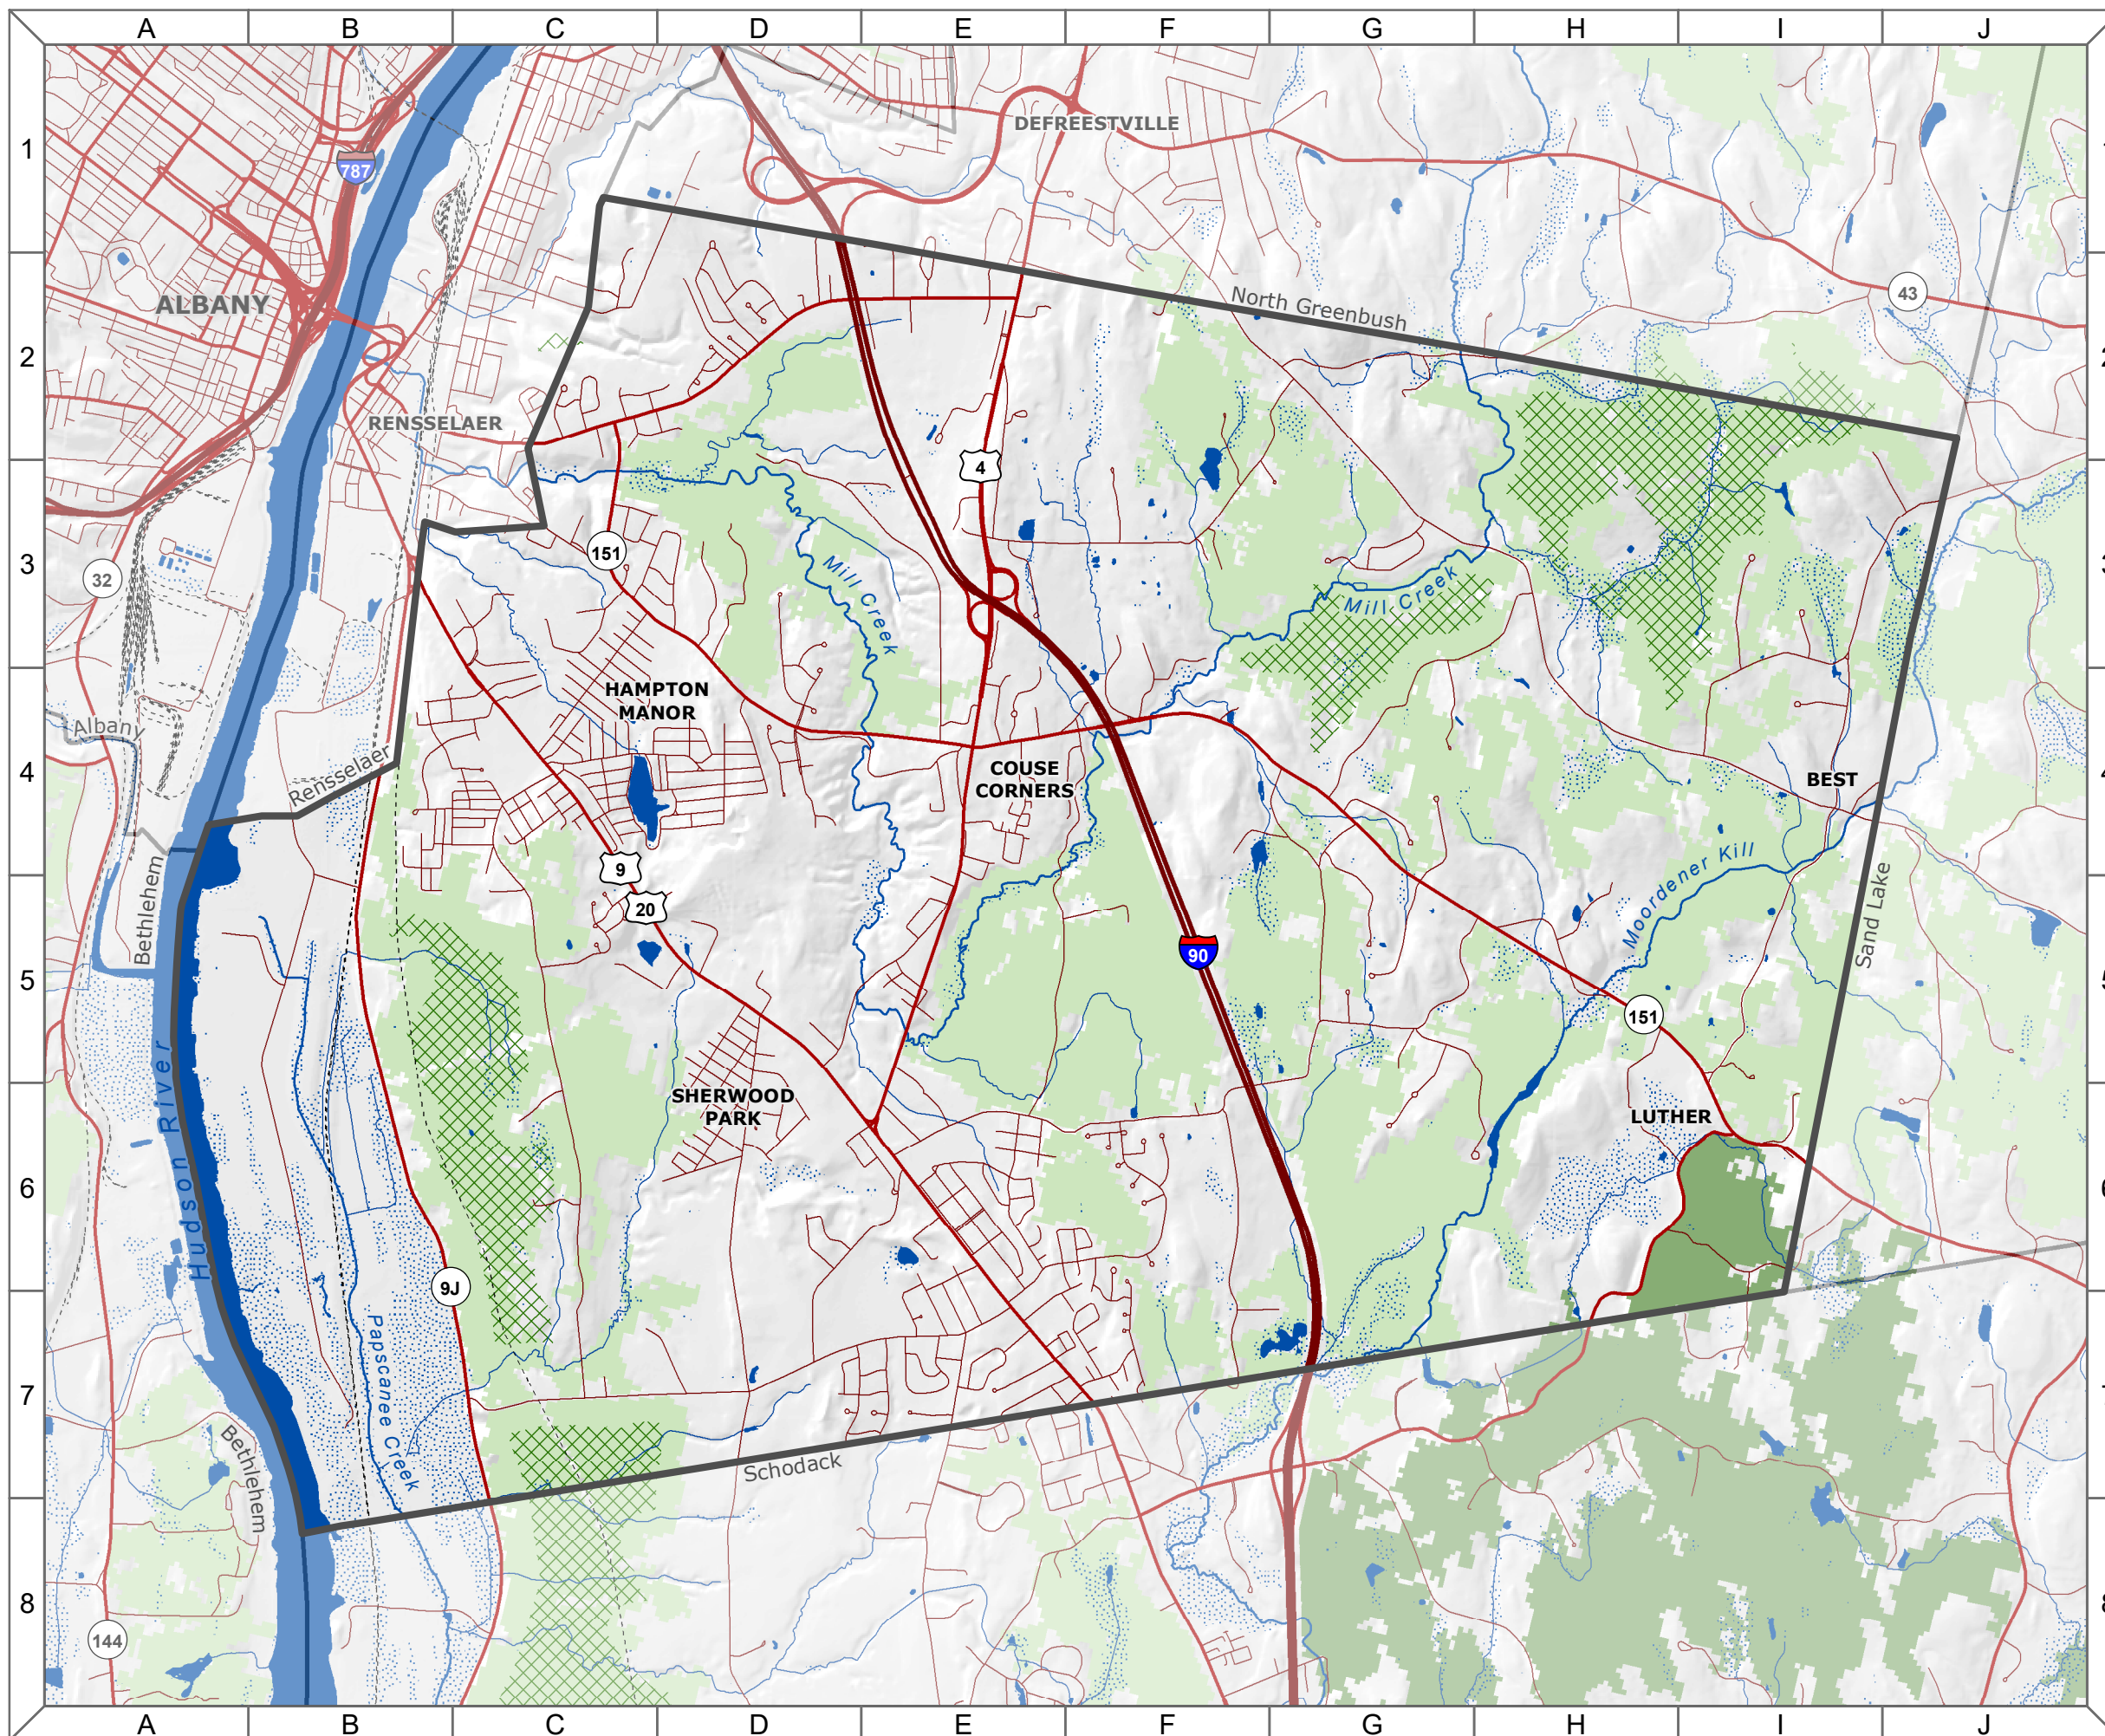 A B C D E F G H I J
1
DEFREESTVILLE
787
ALBANY
North Greenbush
43
2
2
RENSSELAER
4
151
3
3
32
Mill Creek
Mill Creek
HAMPTON
MANOR
Albany
Rensselaer
4
COUSE
CORNERS
BEST
9
20
Bethlehem
Moordener Kill
Sand Lake
90
5
151
Hudson River
SHERWOOD
PARK
LUTHER
6
9J
Papscanee Creek
7
Bethlehem
Schodack
8
144
A B C D E F G H I J